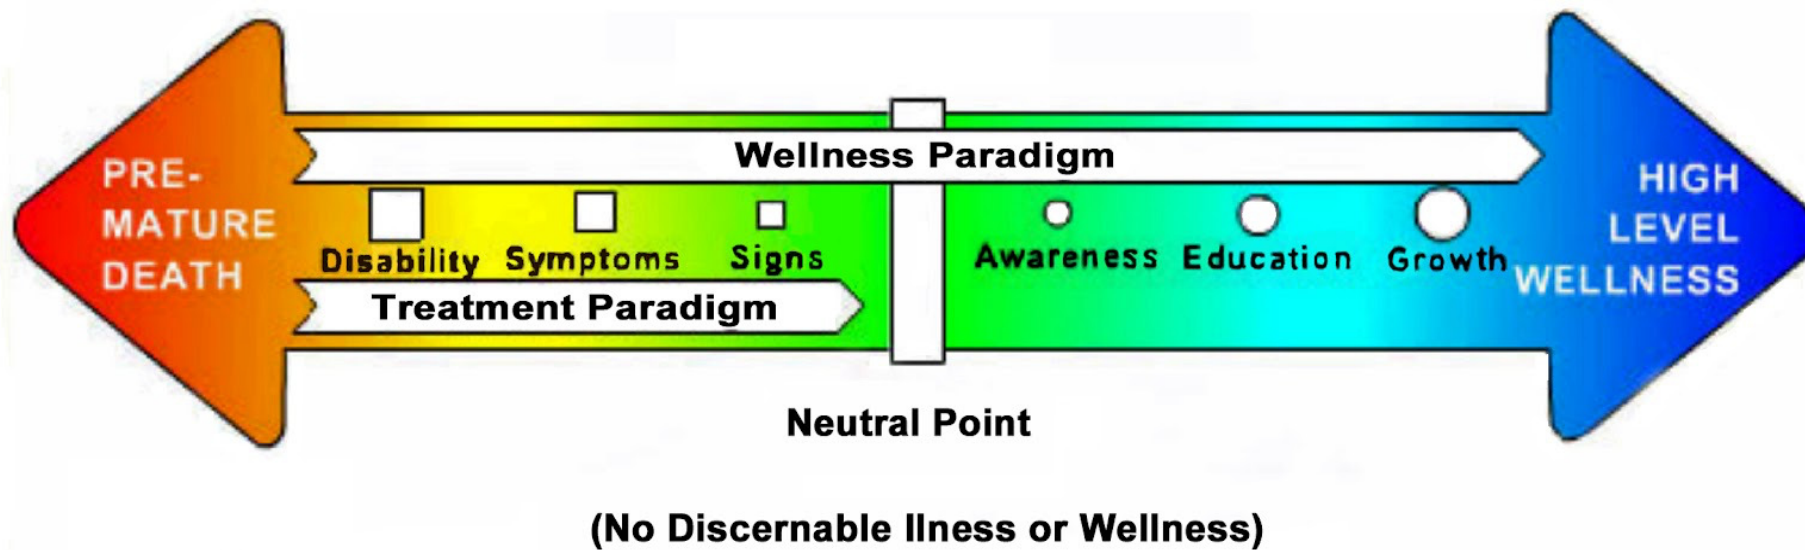 Wellness Paradigm
PRE-
MATURE
DEATH
HIGH
LEVEL
WELLNESS
Disability Symptoms Signs Awareness Education Growth
Treatment Paradigm
Neutral Point
(No Discernable Ilness or Wellness)